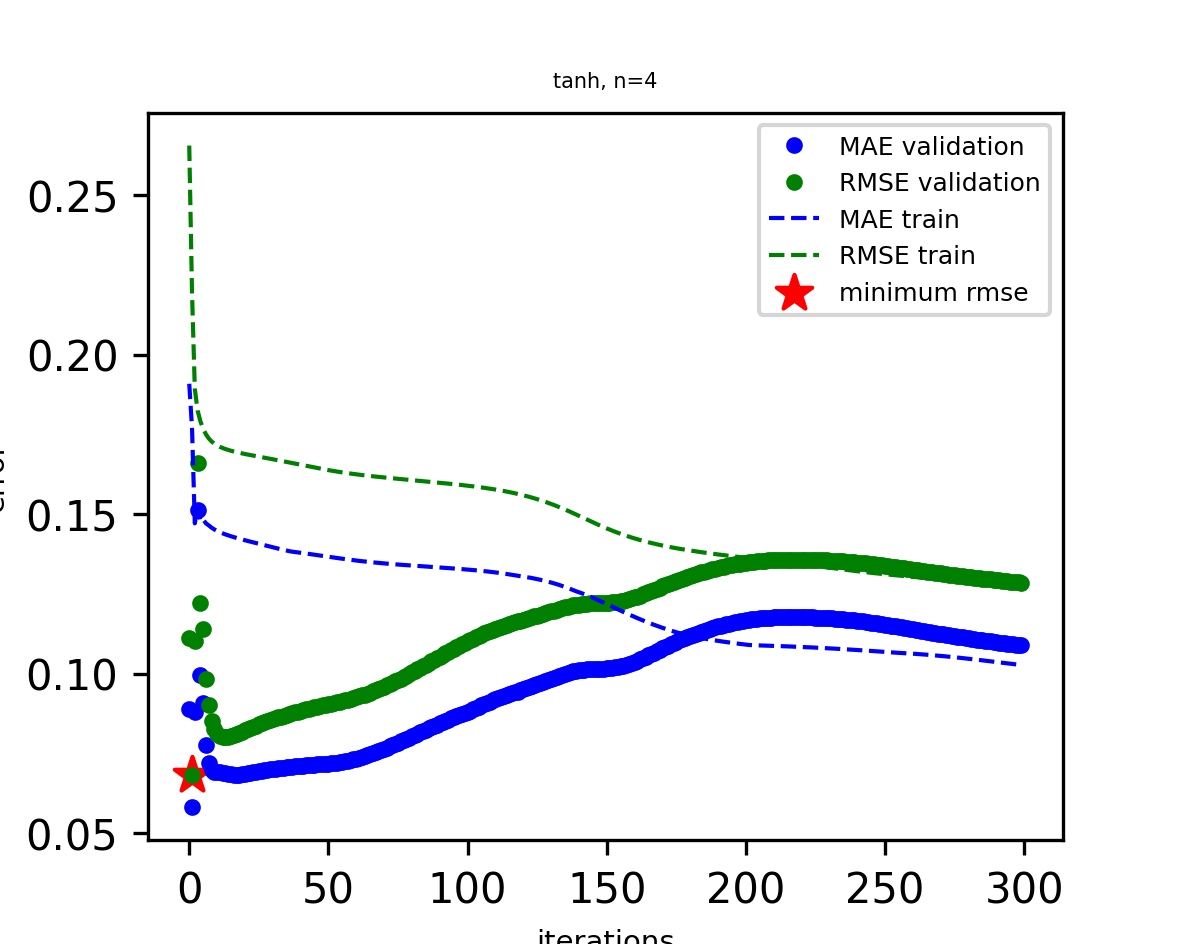 tanh, n=4
MAE validation
RMSE validation
MAE train
RMSE train
minimum rmse
0.25
0.20
0.15
0.10
0.05
0 50 100 150 200 250 300
iterations